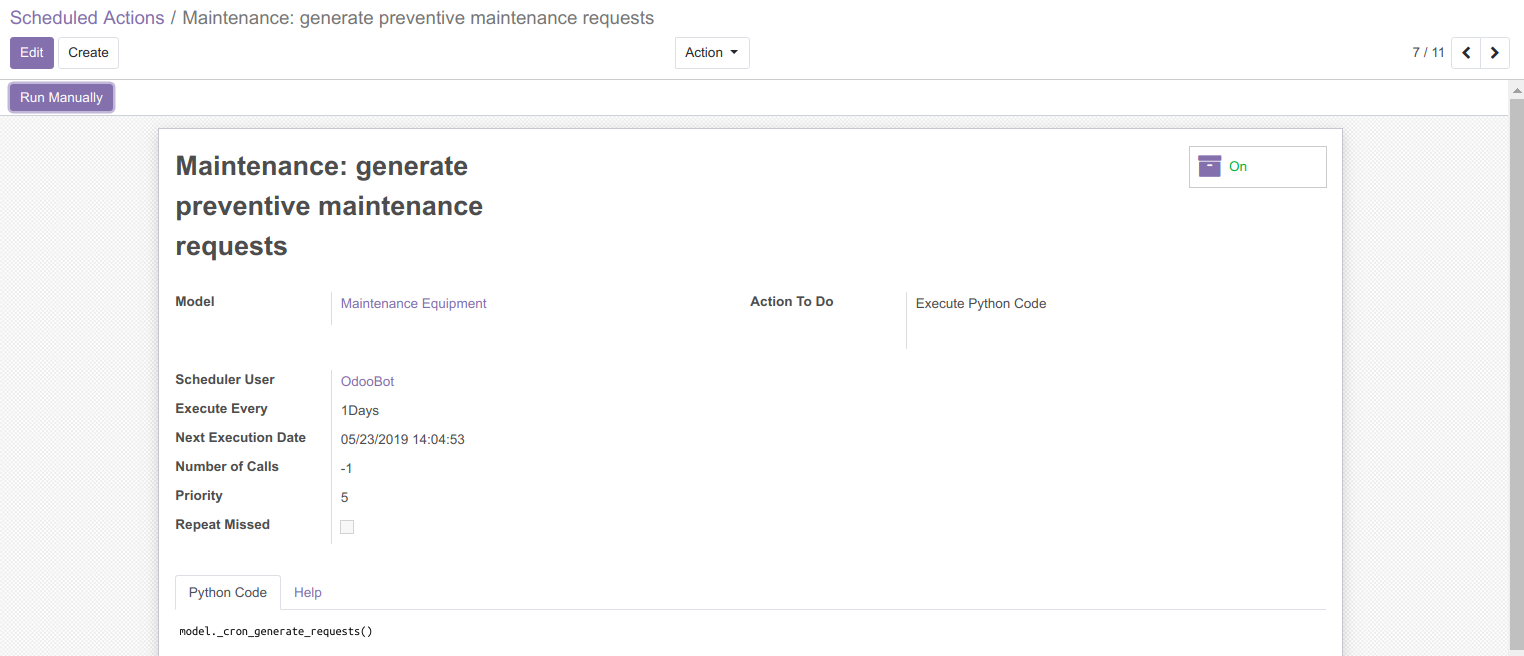 Scheduled Actions / Maintenance: generate preventive maintenance requests
Edit Create Action 7 / 11
Run Manually
Maintenance: generate
preventive maintenance
requests
On
Model Maintenance Equipment Action To Do Execute Python Code
Scheduler User OdooBot
Execute Every 1Days
Next Execution Date 05/23/2019 14:04:53
Number of Calls -1
Priority 5
Repeat Missed
Python Code Help
model._cron_generate_requests()